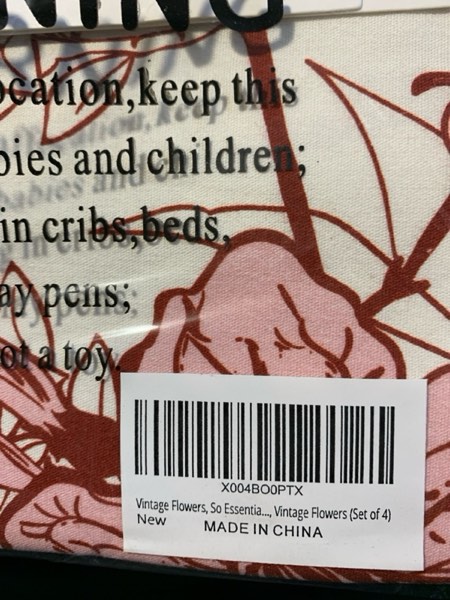 NING
ocation,keep this
bies and children;
in cribs,beds,
ay pens;
ot a toy.
X004BO0PTX
Vintage Flowers, So Essentia..., Vintage Flowers (Set of 4)
New
MADE IN CHINA